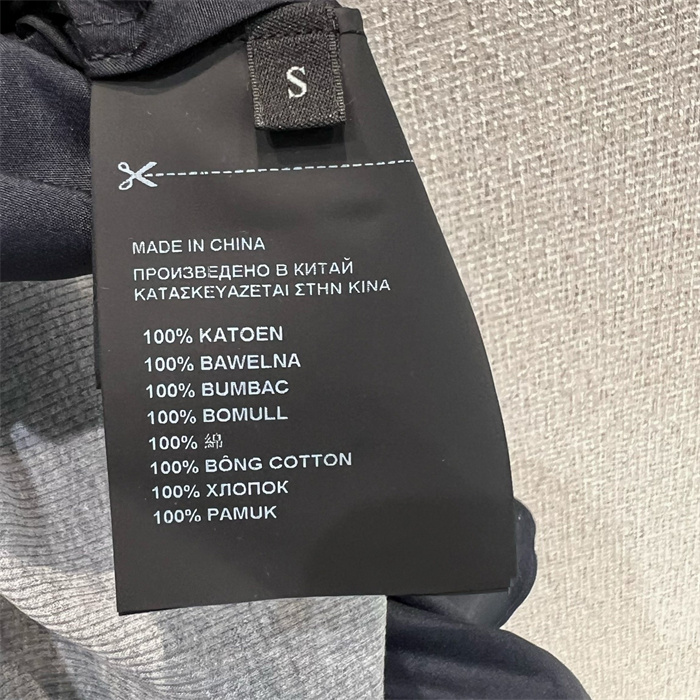 S
MADE IN CHINA
ПРОИЗВЕДЕНО В КИТАЙ
ΚΑΤΑΣΚΕΥΑΖΕΤΑΙ ΣΤΗΝ ΚΙΝΑ
100% KATOEN
100% BAWELNA
100% BUMBAC
100% BOMULL
100% 綿
100% BÔNG COTTON
100% ХЛОПОК
100% PAMUK